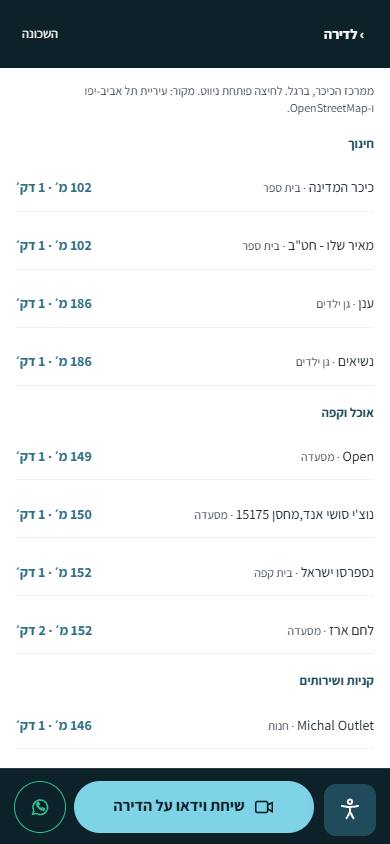 ‹ לדירה
השכונה
ממרכז הכיכר, ברגל. לחיצה פותחת ניווט. מקור: עיריית תל אביב-יפו
ו-OpenStreetMap.
חינוך
כיכר המדינה · בית ספר 102 מ׳ · 1 דק׳
מאיר שלו - חט"ב · בית ספר 102 מ׳ · 1 דק׳
ענן · גן ילדים 186 מ׳ · 1 דק׳
נשיאים · גן ילדים 186 מ׳ · 1 דק׳
אוכל וקפה
Open · מסעדה 149 מ׳ · 1 דק׳
נוצ'י סושי אנד,מחסן 15175 · מסעדה 150 מ׳ · 1 דק׳
נספרסו ישראל · בית קפה 152 מ׳ · 1 דק׳
לחם ארז · מסעדה 152 מ׳ · 2 דק׳
קניות ושירותים
Michal Outlet · חנות 146 מ׳ · 1 דק׳
שיחת וידאו על הדירה